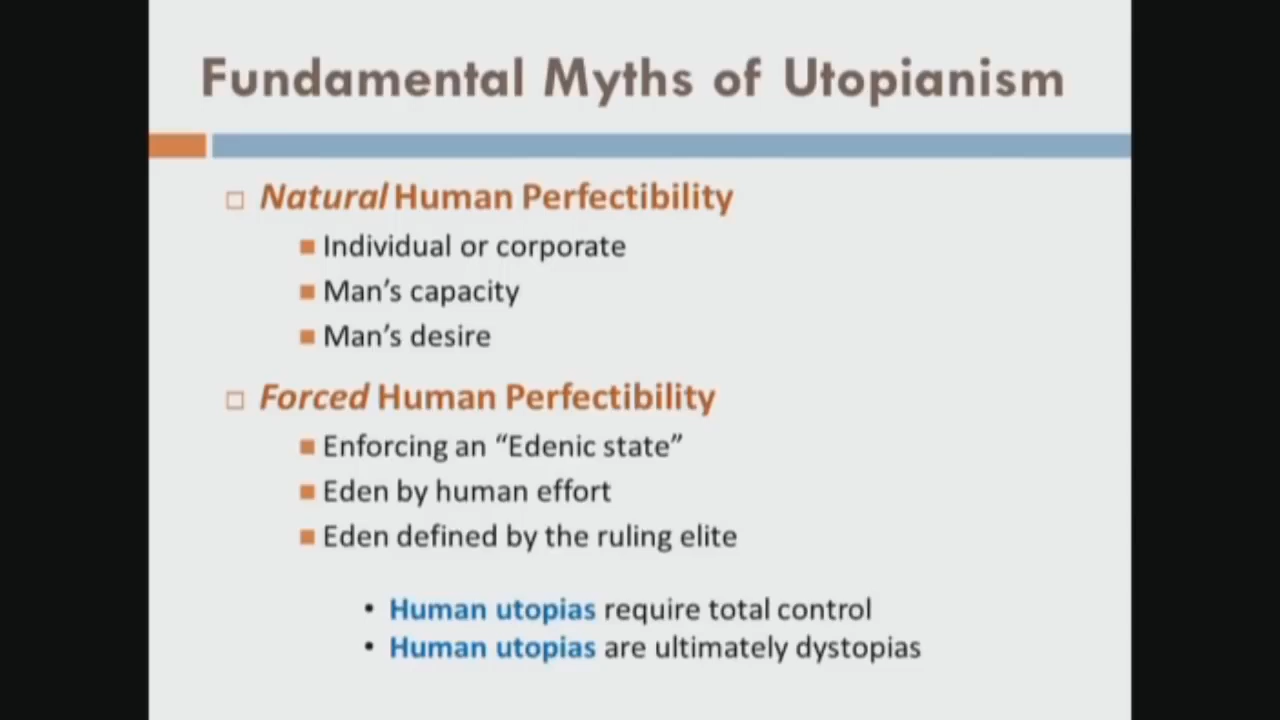 Fundamental Myths of Utopianism
Natural Human Perfectibility
Individual or corporate
Man’s capacity
Man’s desire
Forced Human Perfectibility
Enforcing an “Edenic state”
Eden by human effort
Eden defined by the ruling elite
• Human utopias require total control
• Human utopias are ultimately dystopias